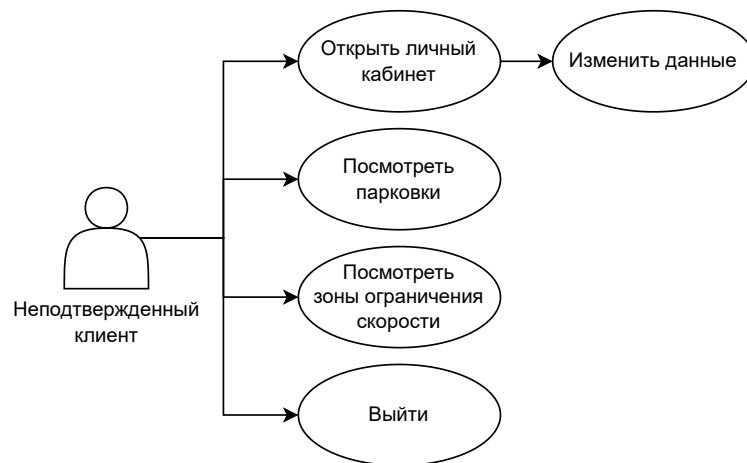 Открыть личный
кабинет
Изменить данные
Посмотреть
парковки
Посмотреть
зоны ограничения
скорости
Неподтвержденный
клиент
Выйти